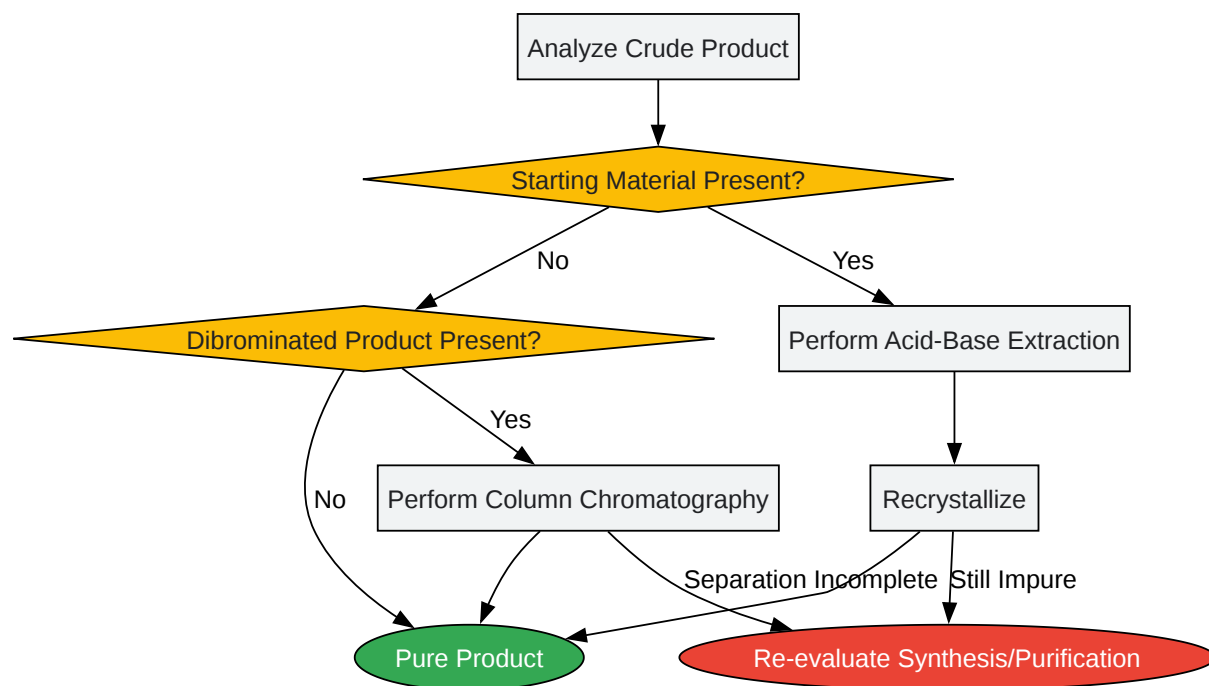 Analyze Crude Product
Starting Material Present?
No
Yes
Dibrominated Product Present?
Perform Acid-Base Extraction
Yes
No
Perform Column Chromatography
Recrystallize
Separation Incomplete
Still Impure
Pure Product
Re-evaluate Synthesis/Purification